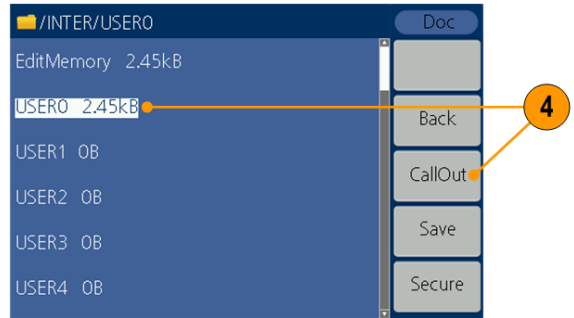 /INTER/USER0
Doc
EditMemory 2.45kB
USER0 2.45kB
4
Back
USER1 0B
CallOut
USER2 0B
Save
USER3 0B
USER4 0B
Secure